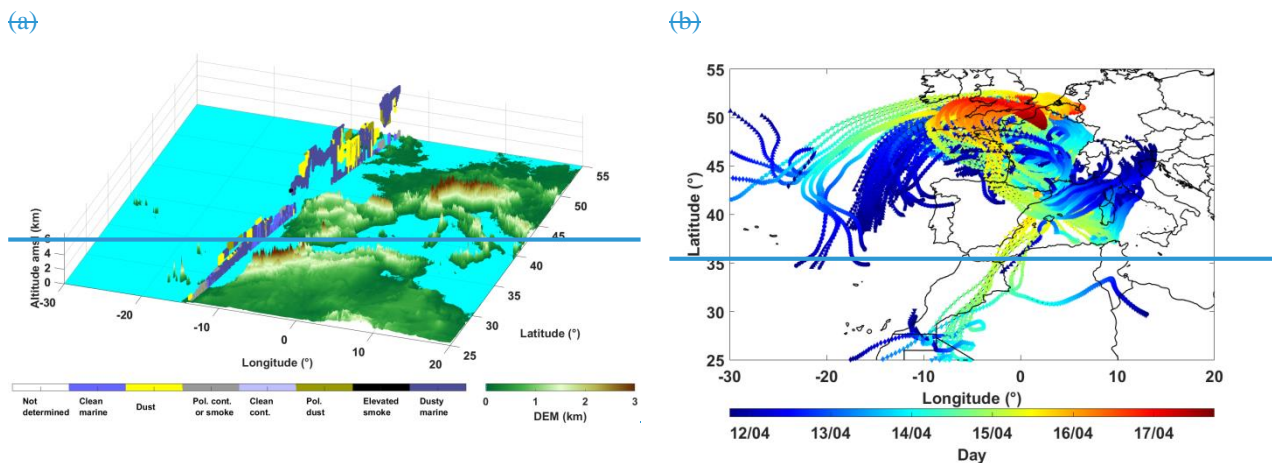 (a)
(b)
Altitude amsl (km)
6
4
2
0
-30
-20
-10
0
10
20
Longitude (°)
25
30
35
40
45
50
55
Latitude (°)
Not determined
Clean marine
Dust
Pol. cont. or smoke
Clean cont.
Pol. dust
Elevated smoke
Dusty marine
0 1 2 3
DEM (km)
55
50
45
40
35
30
25
Latitude (°)
-30 -20 -10 0 10 20
Longitude (°)
12/04 13/04 14/04 15/04 16/04 17/04
Day